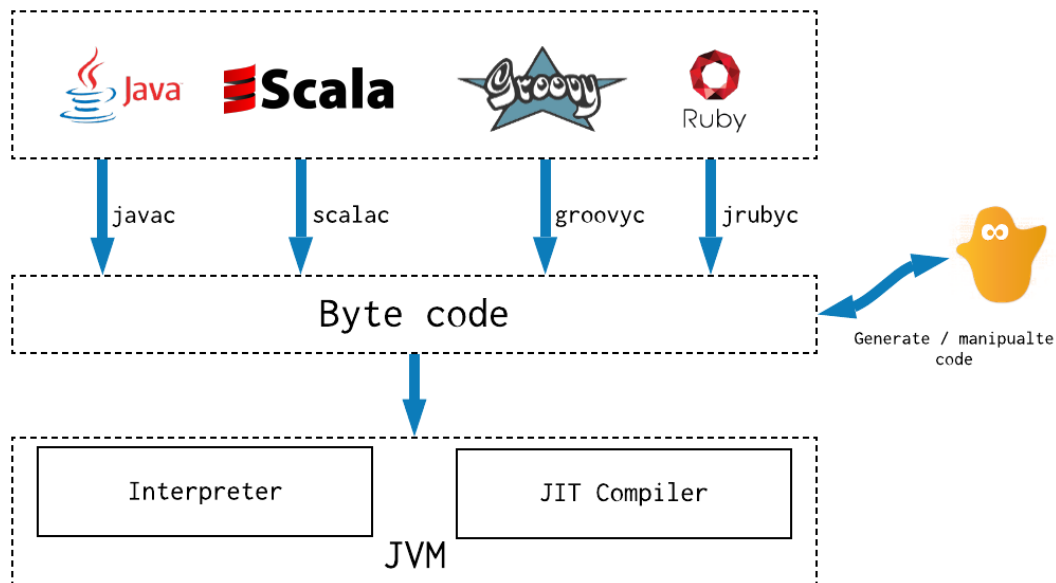 Java
Scala
Groovy
Ruby
javac
scalac
groovyc
jrubyc
Byte code
Generate / manipualte
code
Interpreter
JIT Compiler
JVM